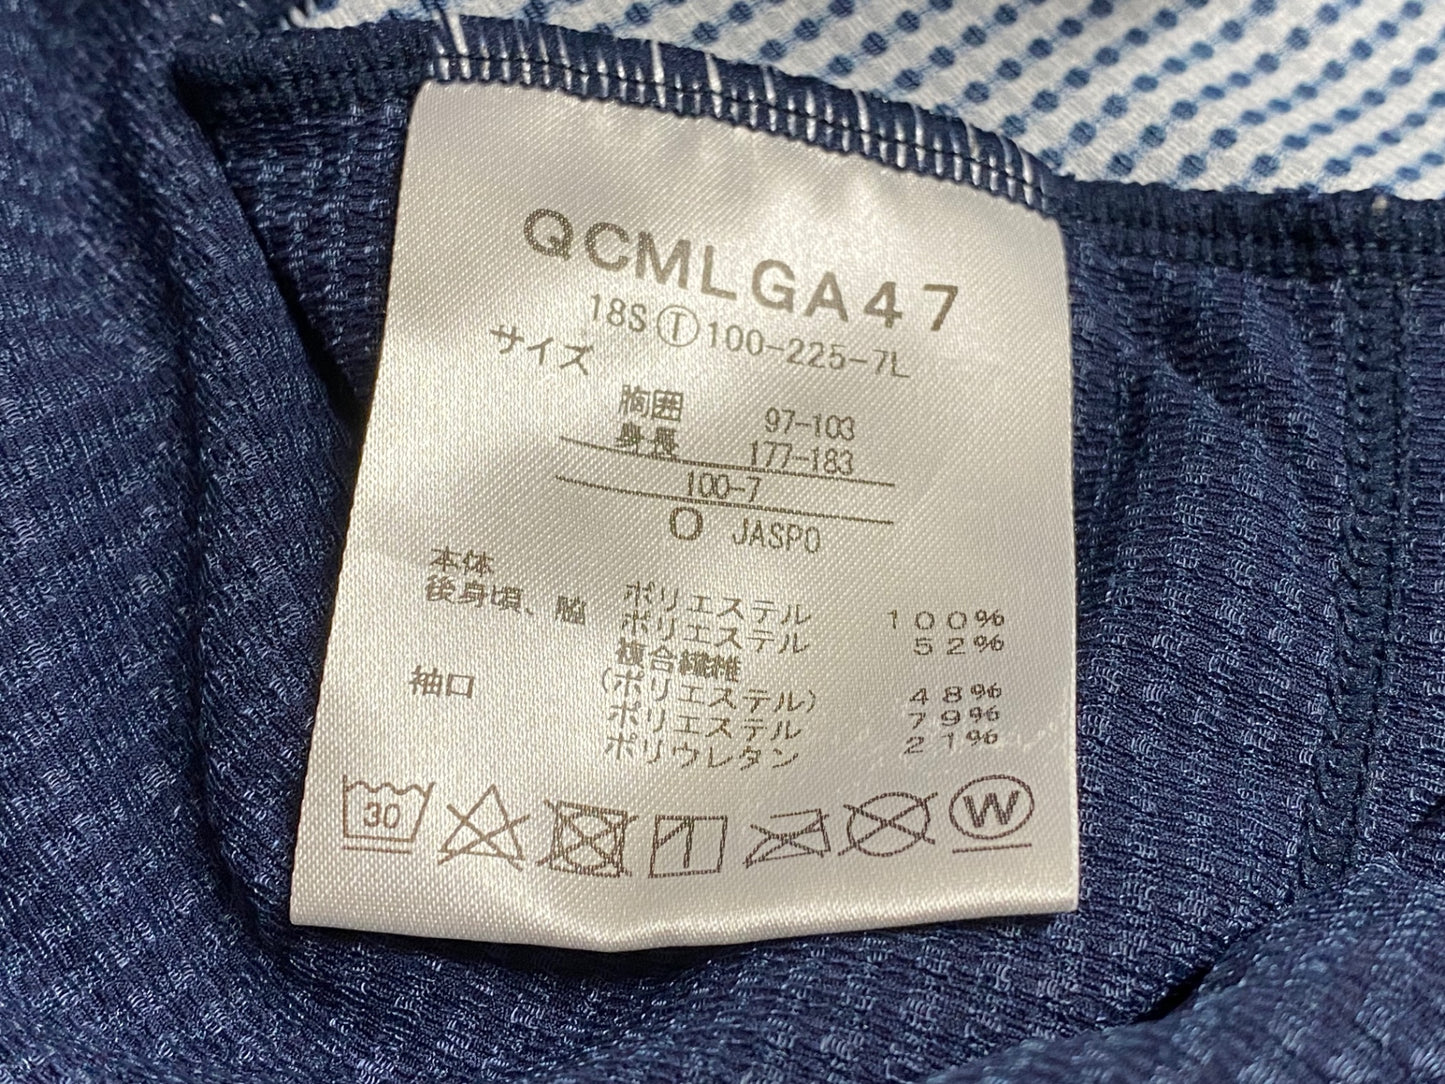 QCMLGA47
18S Ⓣ 100-225-7L
サイズ
胸囲 97-103
身長 177-183
100-7
O JASPO
本体 ポリエステル 100%
後身頃、脇 ポリエステル 52%
複合繊維
(ポリエステル) 48%
袖口 ポリエステル 79%
ポリウレタン 21%
30
W